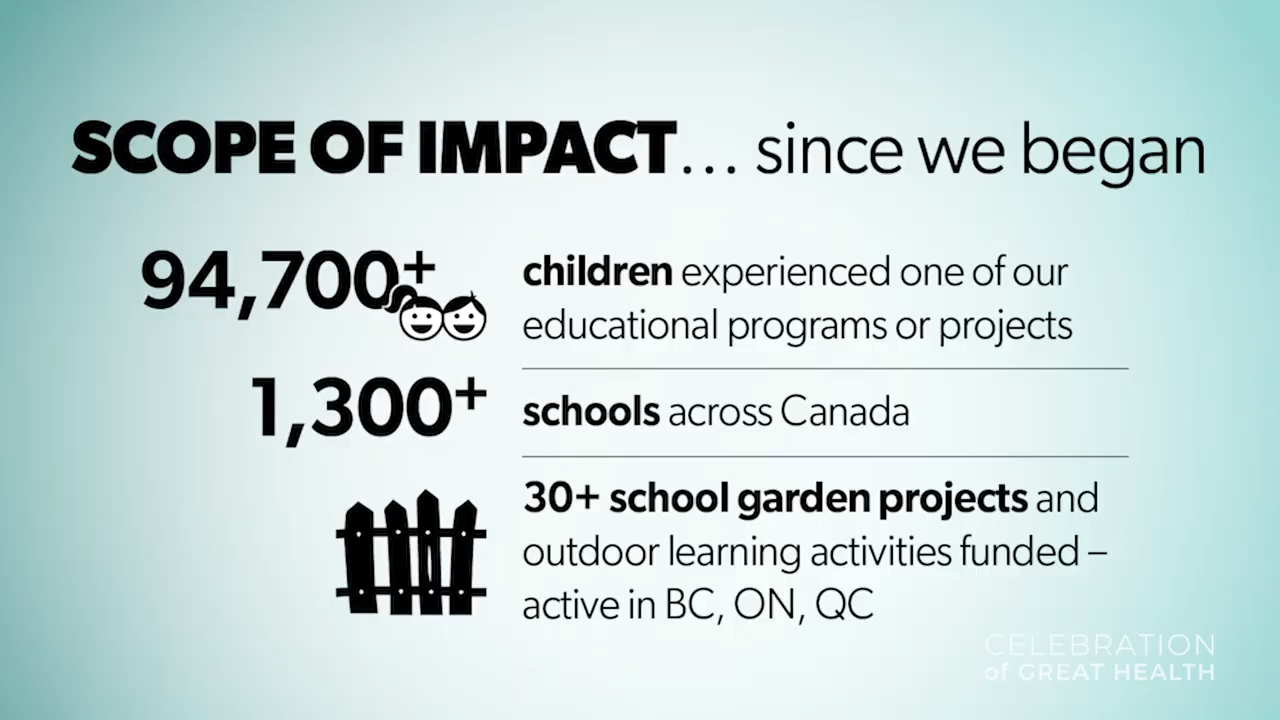 SCOPE OF IMPACT... since we began
94,700+
children experienced one of our
educational programs or projects
1,300+
schools across Canada
30+ school garden projects and
outdoor learning activities funded –
active in BC, ON, QC
CELEBRATION
of GREAT HEALTH